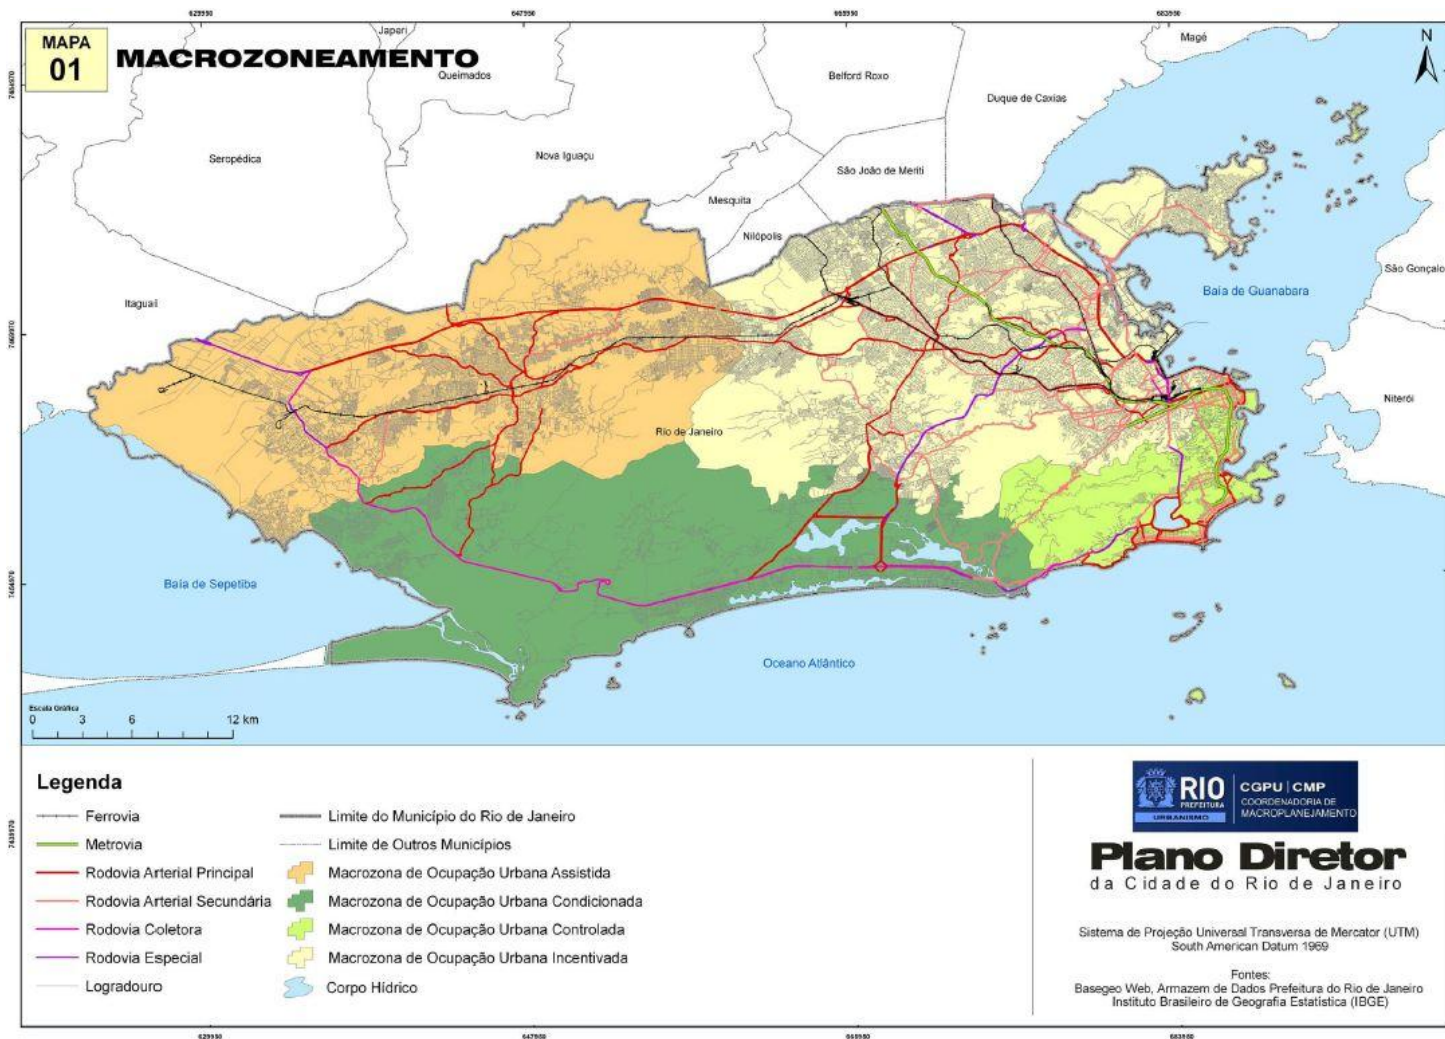 629960
647960
683960
MAPA
01
MACROZONEAMENTO
Japeri
Queimados
Belford Roxo
Magé
N
Duque de Caxias
Seropédica
Nova Iguaçu
São João de Meriti
Mesquita
Nilópolis
São Gonçalo
Itaguaí
Baía de Guanabara
Niterói
Rio de Janeiro
Baía de Sepetiba
Oceano Atlântico
Escala Gráfica
0 3 6 12 km
Legenda
Ferrovia
Metrovia
Rodovia Arterial Principal
Rodovia Arterial Secundária
Rodovia Coletora
Rodovia Especial
Logradouro
Limite do Município do Rio de Janeiro
Limite de Outros Municípios
Macrozona de Ocupação Urbana Assistida
Macrozona de Ocupação Urbana Condicionada
Macrozona de Ocupação Urbana Controlada
Macrozona de Ocupação Urbana Incentivada
Corpo Hídrico
RIO
PREFEITURA
URBANISMO
CGPU | CMP
COORDENADORIA DE
MACROPLANEJAMENTO
Plano Diretor
da Cidade do Rio de Janeiro
Sistema de Projeção Universal Transversa de Mercator (UTM)
South American Datum 1969
Fontes:
Basegeo Web, Armazem de Dados Prefeitura do Rio de Janeiro
Instituto Brasileiro de Geografia Estatística (IBGE)
629960
647960
683960